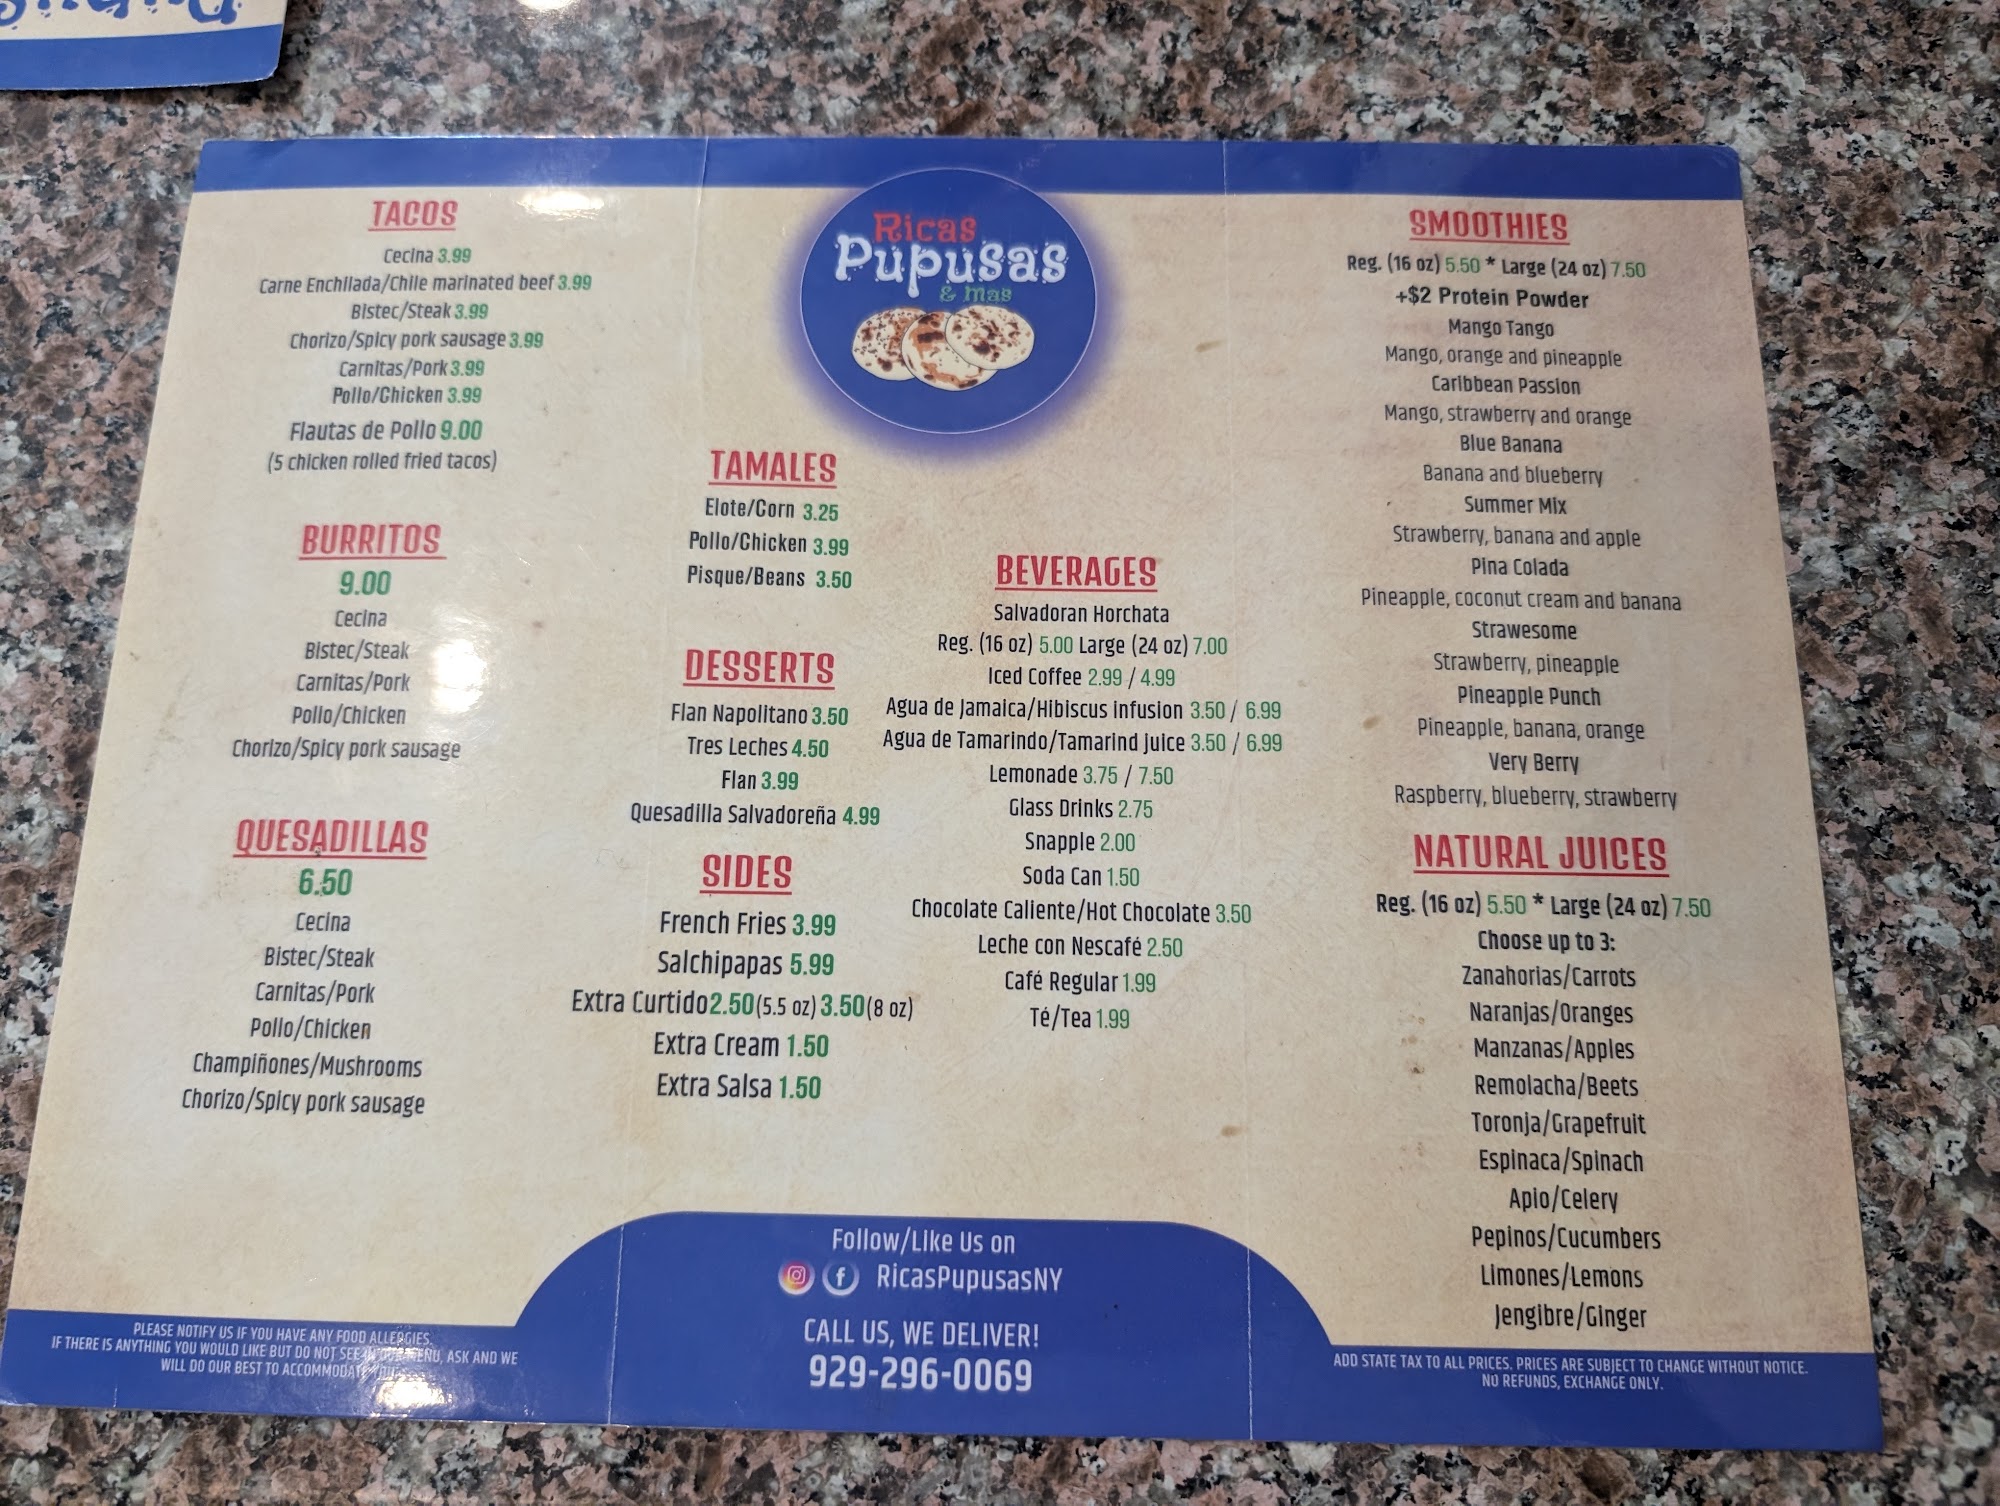 TACOS
Cecina 3.99
Carne Enchilada/Chile marinated beef 3.99
Bistec/Steak 3.99
Chorizo/Spicy pork sausage 3.99
Carnitas/Pork 3.99
Pollo/Chicken 3.99
Flautas de Pollo 9.00
(5 chicken rolled fried tacos)
BURRITOS
9.00
Cecina
Bistec/Steak
Carnitas/Pork
Pollo/Chicken
Chorizo/Spicy pork sausage
QUESADILLAS
6.50
Cecina
Bistec/Steak
Carnitas/Pork
Pollo/Chicken
Champiñones/Mushrooms
Chorizo/Spicy pork sausage
Ricas
Pupusas
& Mas
TAMALES
Elote/Corn 3.25
Pollo/Chicken 3.99
Pisque/Beans 3.50
DESSERTS
Flan Napolitano 3.50
Tres Leches 4.50
Flan 3.99
Quesadilla Salvadoreña 4.99
SIDES
French Fries 3.99
Salchipapas 5.99
Extra Curtido 2.50 (5.5 oz) 3.50 (8 oz)
Extra Cream 1.50
Extra Salsa 1.50
BEVERAGES
Salvadoran Horchata
Reg. (16 oz) 5.00 Large (24 oz) 7.00
Iced Coffee 2.99 / 4.99
Agua de Jamaica/Hibiscus infusion 3.50 / 6.99
Agua de Tamarindo/Tamarind juice 3.50 / 6.99
Lemonade 3.75 / 7.50
Glass Drinks 2.75
Snapple 2.00
Soda Can 1.50
Chocolate Caliente/Hot Chocolate 3.50
Leche con Nescafé 2.50
Café Regular 1.99
Té/Tea 1.99
SMOOTHIES
Reg. (16 oz) 5.50 * Large (24 oz) 7.50
+$2 Protein Powder
Mango Tango
Mango, orange and pineapple
Caribbean Passion
Mango, strawberry and orange
Blue Banana
Banana and blueberry
Summer Mix
Strawberry, banana and apple
Pina Colada
Pineapple, coconut cream and banana
Strawesome
Strawberry, pineapple
Pineapple Punch
Pineapple, banana, orange
Very Berry
Raspberry, blueberry, strawberry
NATURAL JUICES
Reg. (16 oz) 5.50 * Large (24 oz) 7.50
Choose up to 3:
Zanahorias/Carrots
Naranjas/Oranges
Manzanas/Apples
Remolacha/Beets
Toronja/Grapefruit
Espinaca/Spinach
Apio/Celery
Pepinos/Cucumbers
Limones/Lemons
Jengibre/Ginger
PLEASE NOTIFY US IF YOU HAVE ANY FOOD ALLERGIES.
IF THERE IS ANYTHING YOU WOULD LIKE BUT DO NOT SEE IN OUR MENU, ASK AND WE
WILL DO OUR BEST TO ACCOMMODATE
Follow/Like Us on
RicasPupusasNY
CALL US, WE DELIVER!
929-296-0069
ADD STATE TAX TO ALL PRICES. PRICES ARE SUBJECT TO CHANGE WITHOUT NOTICE.
NO REFUNDS, EXCHANGE ONLY.